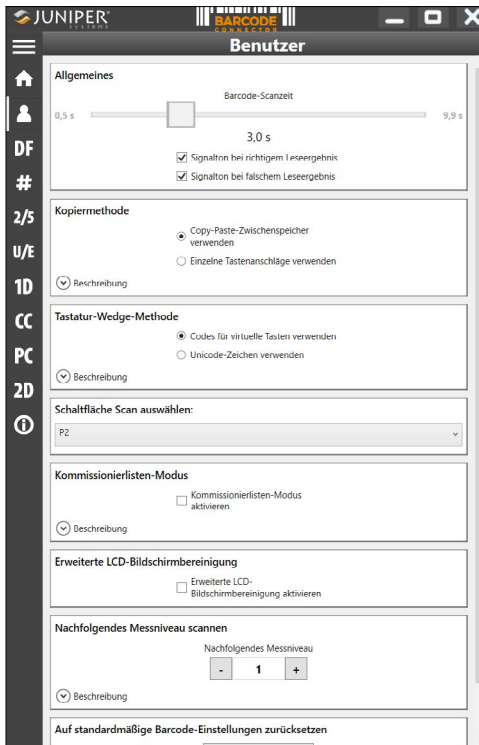 JUNIPER®
systems
BARCODE
CONNECTOR
Benutzer
Allgemeines
Barcode-Scanzeit
0,5 s
9,9 s
3,0 s
Signalton bei richtigem Leseergebnis
Signalton bei falschem Leseergebnis
DF
#
2/5
U/E
1D
CC
PC
2D
Kopiermethode
Copy-Paste-Zwischenspeicher
verwenden
Einzelne Tastenanschläge verwenden
Beschreibung
Tastatur-Wedge-Methode
Codes für virtuelle Tasten verwenden
Unicode-Zeichen verwenden
Beschreibung
Schaltfläche Scan auswählen:
P2
Kommissionierlisten-Modus
Kommissionierlisten-Modus
aktivieren
Beschreibung
Erweiterte LCD-Bildschirmbereinigung
Erweiterte LCD-
Bildschirmbereinigung aktivieren
Nachfolgendes Messniveau scannen
Nachfolgendes Messniveau
- 1 +
Beschreibung
Auf standardmäßige Barcode-Einstellungen zurücksetzen